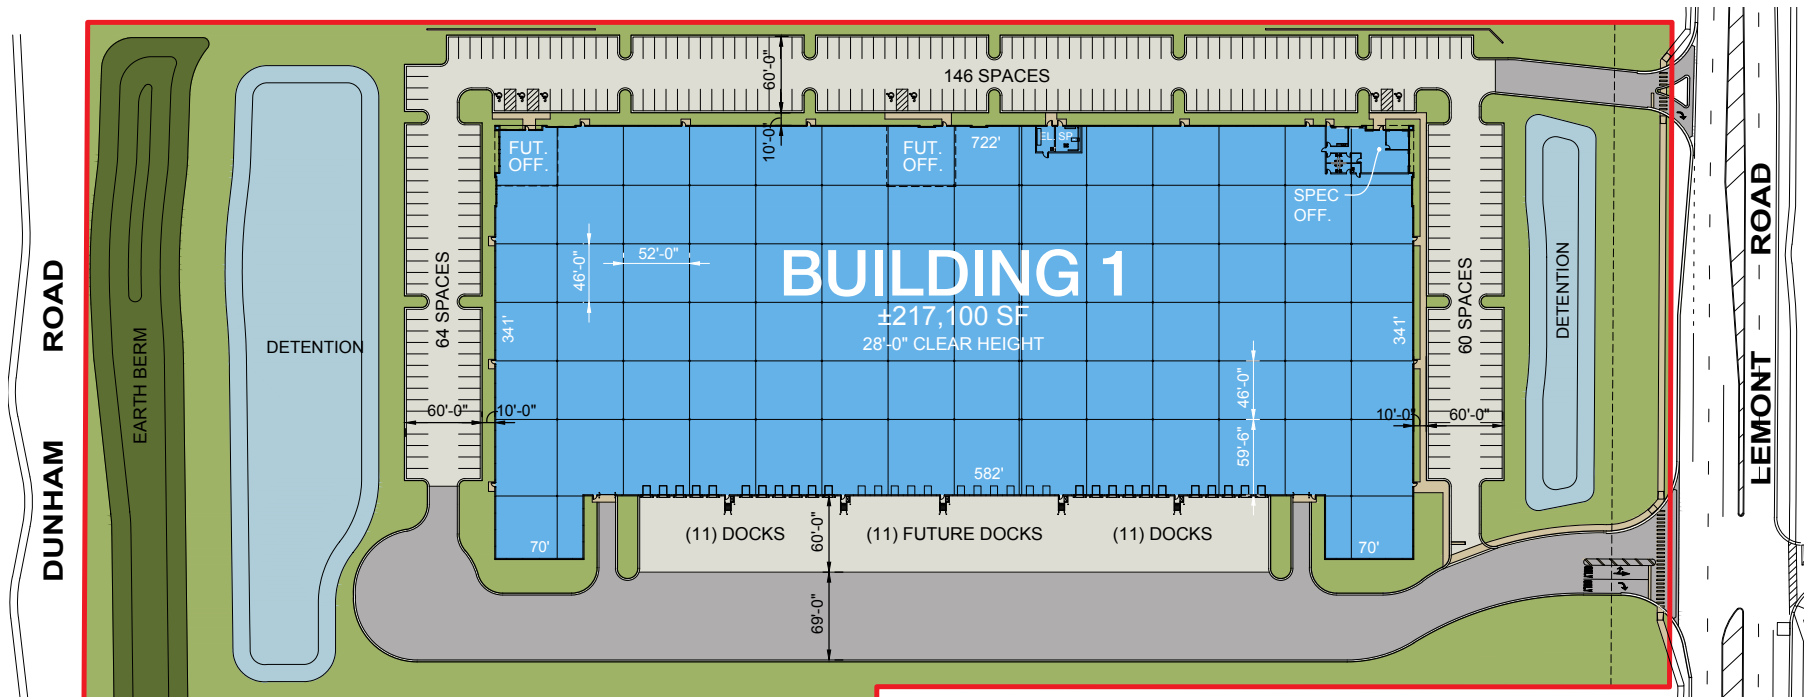 60'-0"
146 SPACES
10'-0"
FUT.
OFF.
FUT.
OFF.
722'
EL.
SP.
SPEC
OFF.
DUNHAM ROAD
EARTH BERM
DETENTION
64 SPACES
341'
46'-0"
52'-0"
BUILDING 1
±217,100 SF
28'-0" CLEAR HEIGHT
341'
60 SPACES
DETENTION
LEMONT ROAD
60'-0"
10'-0"
46'-0"
59'-6"
10'-0"
60'-0"
582'
70'
(11) DOCKS
60'-0"
(11) FUTURE DOCKS
(11) DOCKS
70'
69'-0"